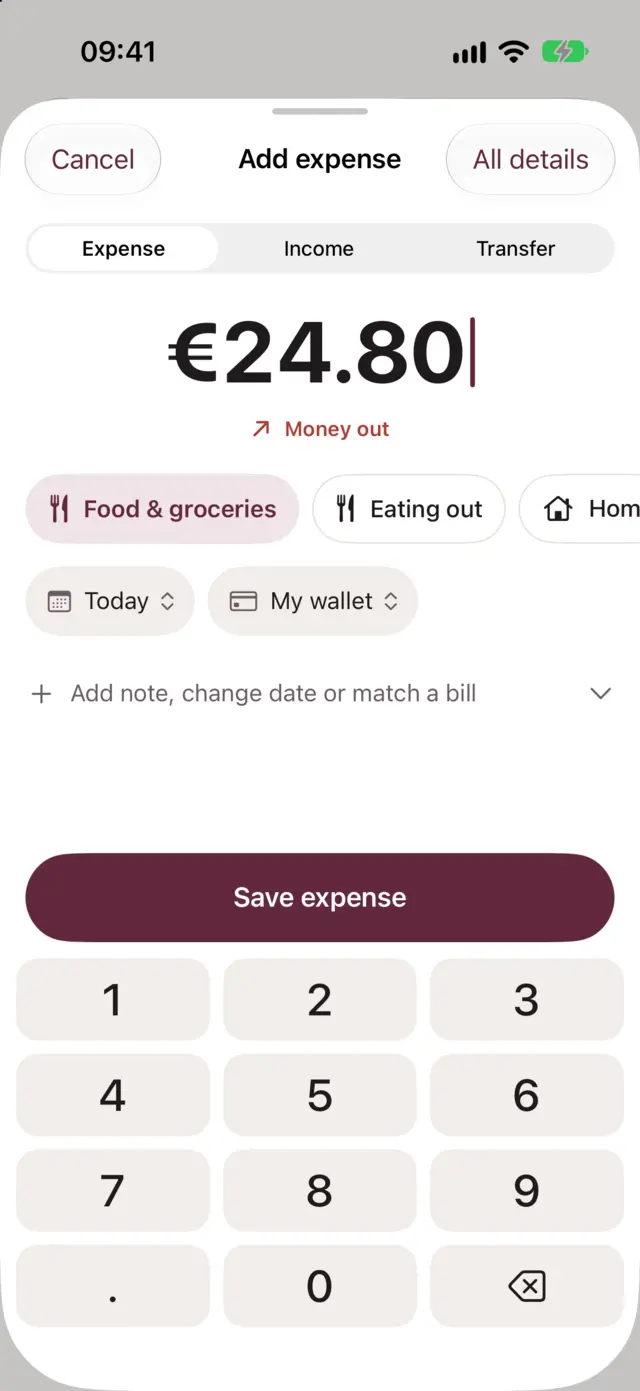 09:41
Cancel Add expense All details
Expense Income Transfer
€24.80
Money out
Food & groceries Eating out Hom
Today My wallet
Add note, change date or match a bill
Save expense
1 2 3
4 5 6
7 8 9
. 0